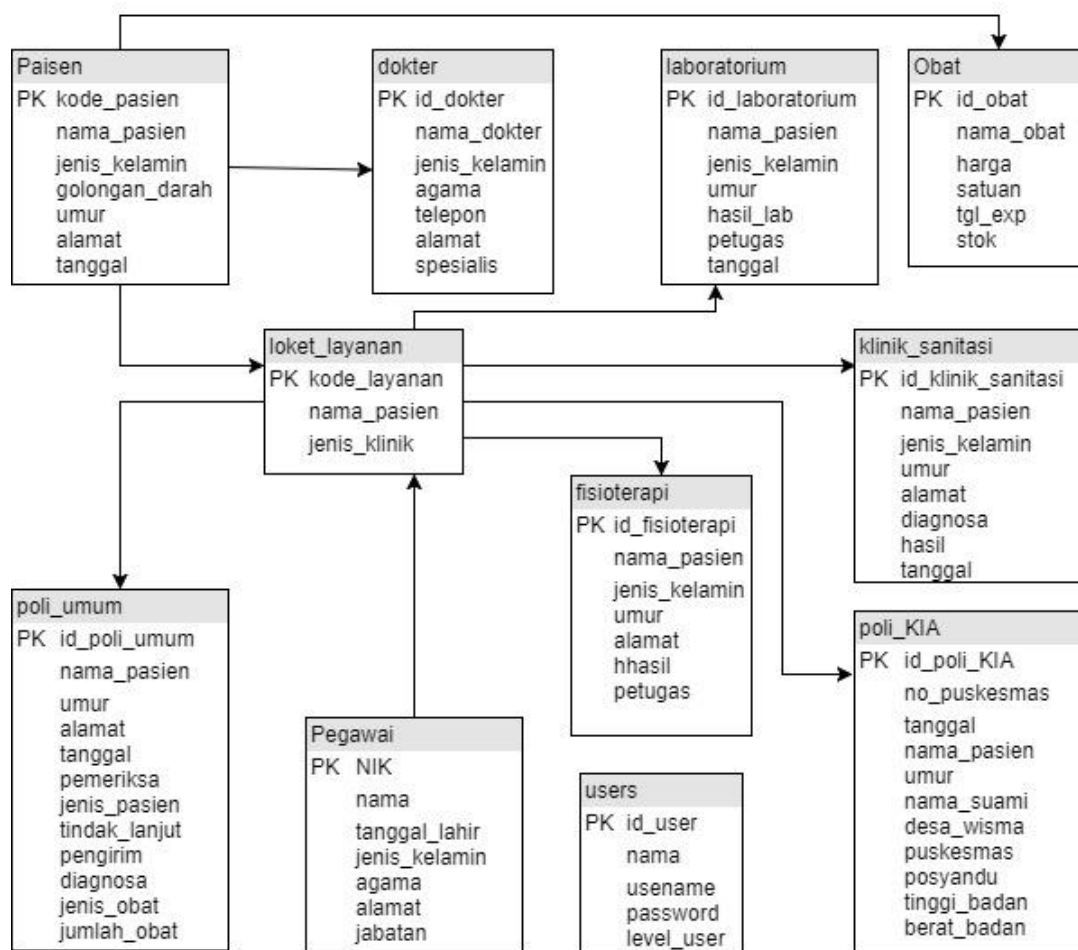 Paisen
PK kode_pasien
nama_pasien
jenis_kelamin
golongan_darah
umur
alamat
tanggal
dokter
PK id_dokter
nama_dokter
jenis_kelamin
agama
telepon
alamat
spesialis
laboratorium
PK id_laboratorium
nama_pasien
jenis_kelamin
umur
hasil_lab
petugas
tanggal
Obat
PK id_obat
nama_obat
harga
satuan
tgl_exp
stok
loket_layanan
PK kode_layanan
nama_pasien
jenis_klinik
klinik_sanitasi
PK id_klinik_sanitasi
nama_pasien
jenis_kelamin
umur
alamat
diagnosa
hasil
tanggal
fisioterapi
PK id_fisioterapi
nama_pasien
jenis_kelamin
umur
alamat
hhasil
petugas
poli_umum
PK id_poli_umum
nama_pasien
umur
alamat
tanggal
pemeriksa
jenis_pasien
tindak_lanjut
pengirim
diagnosa
jenis_obat
jumlah_obat
Pegawai
PK NIK
nama
tanggal_lahir
jenis_kelamin
agama
alamat
jabatan
users
PK id_user
nama
usename
password
level_user
poli_KIA
PK id_poli_KIA
no_puskesmas
tanggal
nama_pasien
umur
nama_suami
desa_wisma
puskesmas
posyandu
tinggi_badan
berat_badan